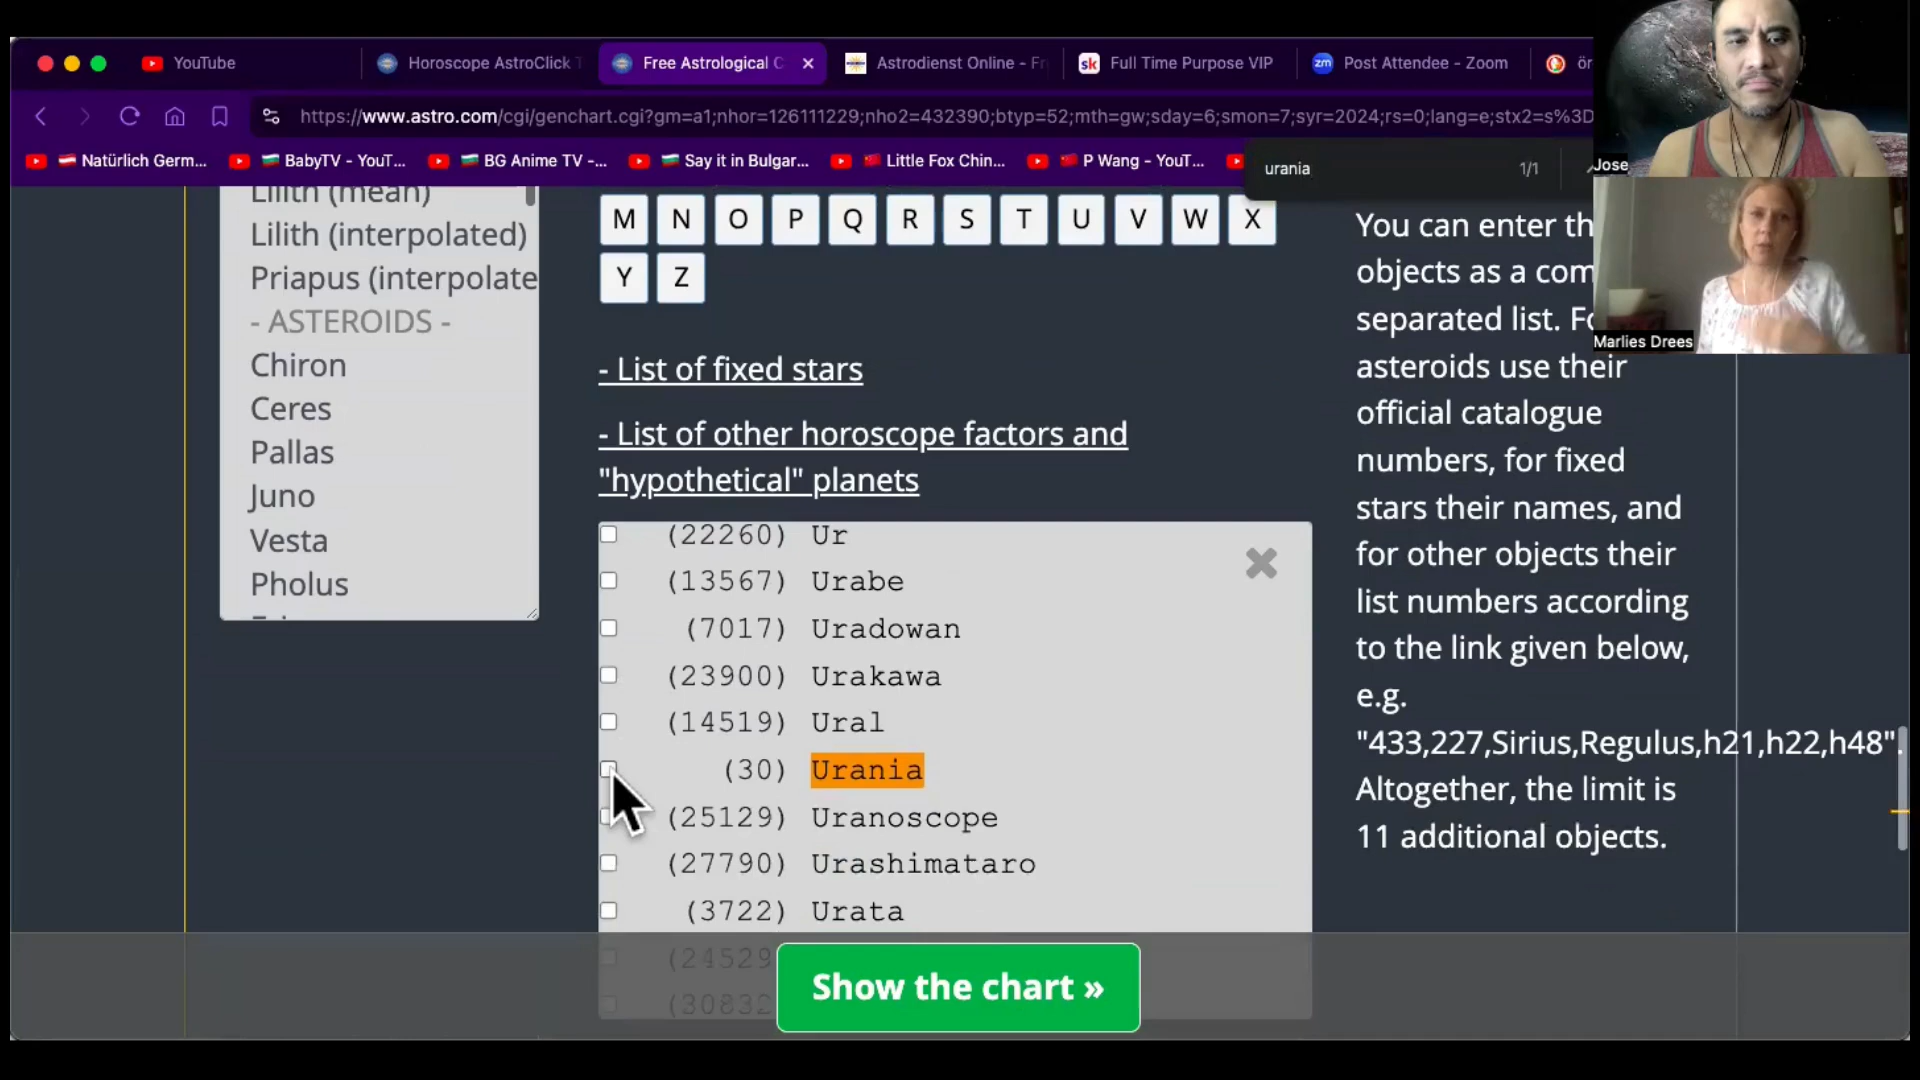 YouTube
Horoscope AstroClick T
Free Astrological C
Astrodienst Online - Fr
Full Time Purpose VIP
zm Post Attendee - Zoom
ör
https://www.astro.com/cgi/genchart.cgi?gm=a1;nhor=126111229;nho2=432390;btyp=52;mth=gw;sday=6;smon=7;syr=2024;rs=0;lang=e;stx2=s%3D
Natürlich Germ...
BabyTV - YouT...
BG Anime TV -...
Say it in Bulgar...
Little Fox Chin...
P Wang - YouT...
urania 1/1
Jose
Marlies Drees
Lilith (mean)
Lilith (interpolated)
Priapus (interpolate
- ASTEROIDS -
Chiron
Ceres
Pallas
Juno
Vesta
Pholus
M N O P Q R S T U V W X
Y Z
- List of fixed stars
- List of other horoscope factors and
"hypothetical" planets
(22260) Ur
(13567) Urabe
(7017) Uradowan
(23900) Urakawa
(14519) Ural
(30) Urania
(25129) Uranoscope
(27790) Urashimataro
(3722) Urata
(24529
(30832
Show the chart »
You can enter th
objects as a com
separated list. Fo
asteroids use their
official catalogue
numbers, for fixed
stars their names, and
for other objects their
list numbers according
to the link given below,
e.g.
"433,227,Sirius,Regulus,h21,h22,h48".
Altogether, the limit is
11 additional objects.